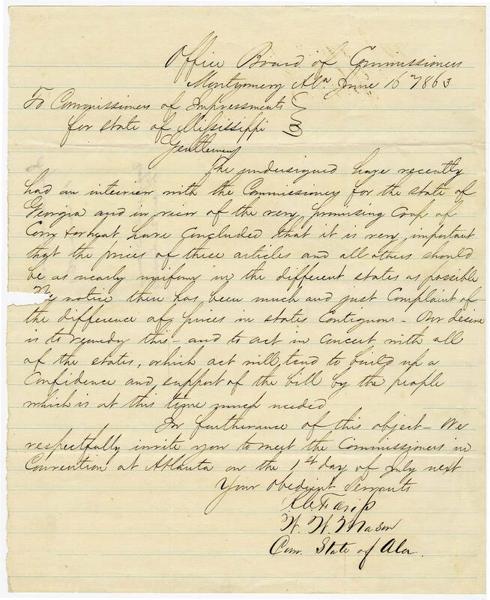 Office Board of Commissioners
Montgomery Ala June 16th 1863
To Commissioners of Impressments
for state of Mississippi
Gentlemen
The undersigned have recently
had an interview with the Commissioners for the state of
Georgia and in view of the very promising Crop of
Corn & wheat have Concluded that it is very important
that the prices of these articles and all others should
be as nearly uniform in the different states as possible
We notice there has been much and just Complaint of
the difference of prices in states Contiguous - Our desire
is to remedy this - and to act in Concert with all
of the states, which act will tend to build up a
Confidence and support of the bill by the people
which is at this time much needed
In furtherance of this object - We
respectfully invite you to meet the Commissioners in
Convention at Atlanta on the 1st day of July next
Your Obedient Servants
W. W. Mason
Com. State of Ala.